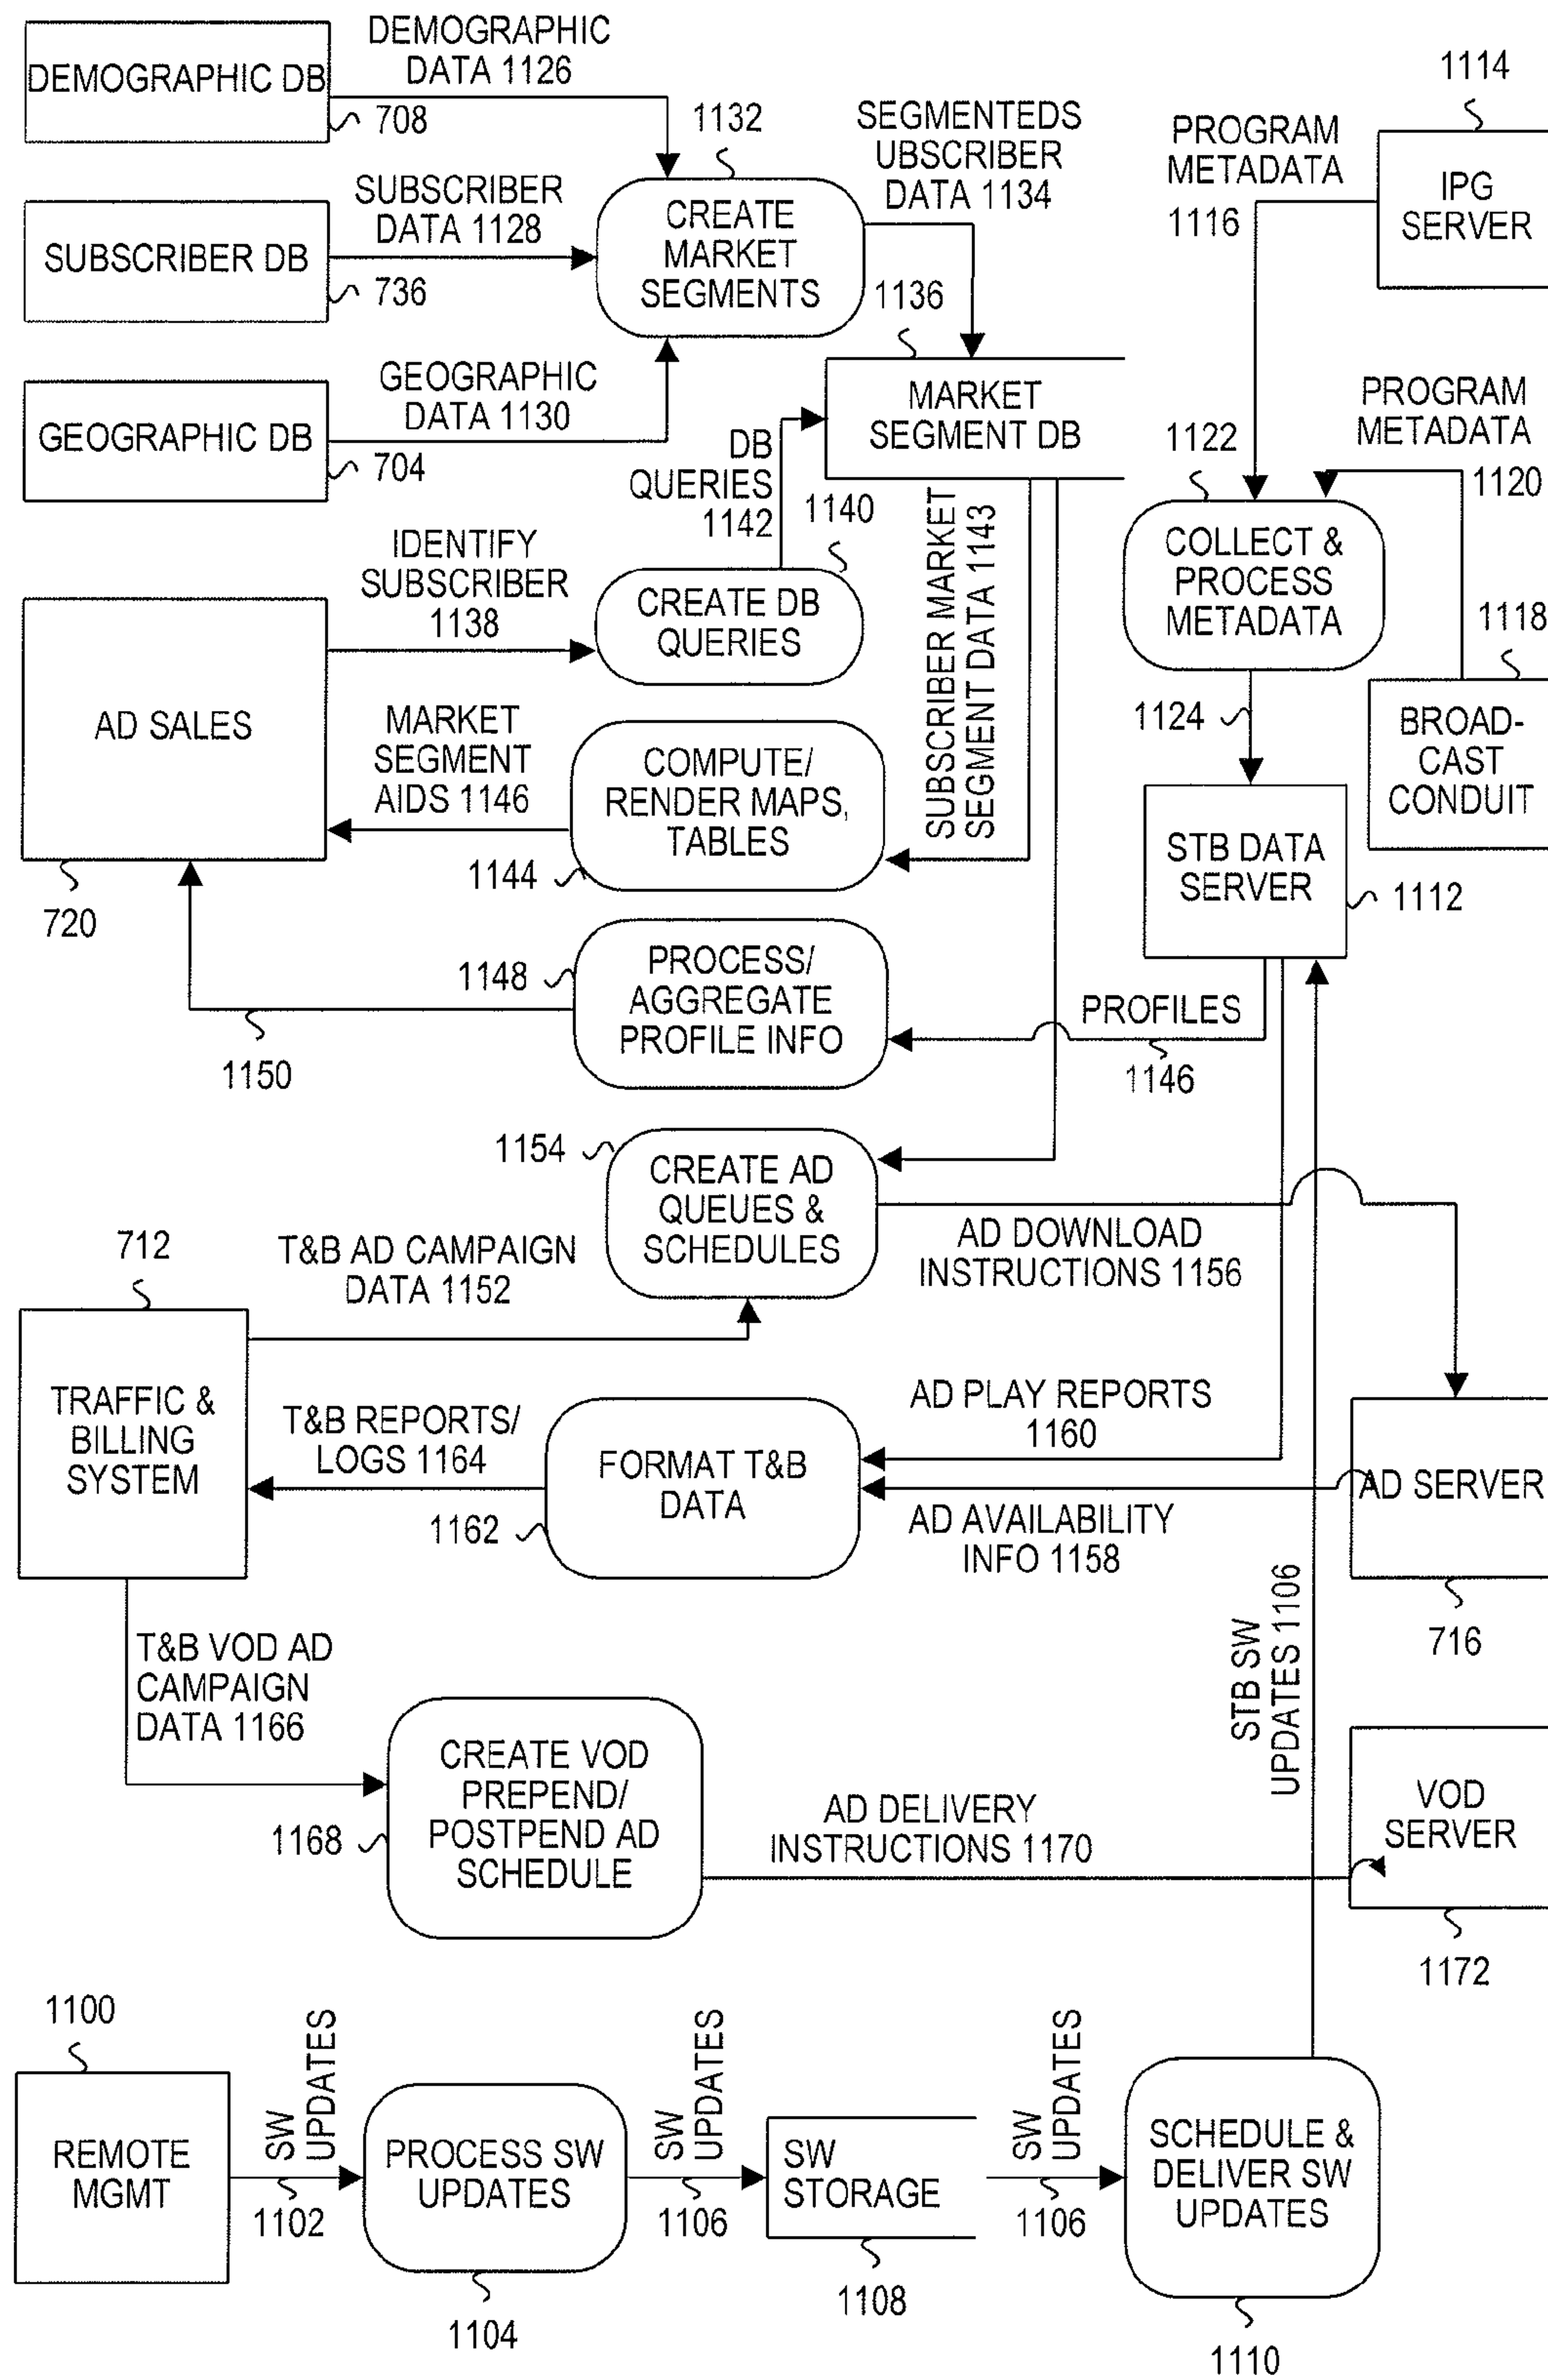 DEMOGRAPHIC DB
708
DEMOGRAPHIC
DATA 1126
SUBSCRIBER DB
736
SUBSCRIBER
DATA 1128
GEOGRAPHIC DB
704
GEOGRAPHIC
DATA 1130
1132
CREATE
MARKET
SEGMENTS
SEGMENTEDS
UBSCRIBER
DATA 1134
1136
MARKET
SEGMENT DB
PROGRAM
METADATA
1116
1114
IPG
SERVER
PROGRAM
METADATA
1120
1122
COLLECT &
PROCESS
METADATA
1118
BROAD-
CAST
CONDUIT
1124
STB DATA
SERVER
1112
DB
QUERIES
1142
1140
CREATE DB
QUERIES
IDENTIFY
SUBSCRIBER
1138
AD SALES
720
MARKET
SEGMENT
AIDS 1146
COMPUTE/
RENDER MAPS,
TABLES
1144
SUBSCRIBER MARKET
SEGMENT DATA 1143
1148
PROCESS/
AGGREGATE
PROFILE INFO
1150
PROFILES
1146
1154
CREATE AD
QUEUES &
SCHEDULES
712
T&B AD CAMPAIGN
DATA 1152
AD DOWNLOAD
INSTRUCTIONS 1156
TRAFFIC &
BILLING
SYSTEM
T&B REPORTS/
LOGS 1164
1162
FORMAT T&B
DATA
AD PLAY REPORTS
1160
AD AVAILABILITY
INFO 1158
AD SERVER
716
T&B VOD AD
CAMPAIGN
DATA 1166
1168
CREATE VOD
PREPEND/
POSTPEND AD
SCHEDULE
AD DELIVERY
INSTRUCTIONS 1170
STB SW
UPDATES 1106
VOD
SERVER
1172
1100
REMOTE
MGMT
SW
UPDATES
1102
PROCESS SW
UPDATES
1104
SW
UPDATES
1106
SW
STORAGE
1108
SW
UPDATES
1106
SCHEDULE &
DELIVER SW
UPDATES
1110